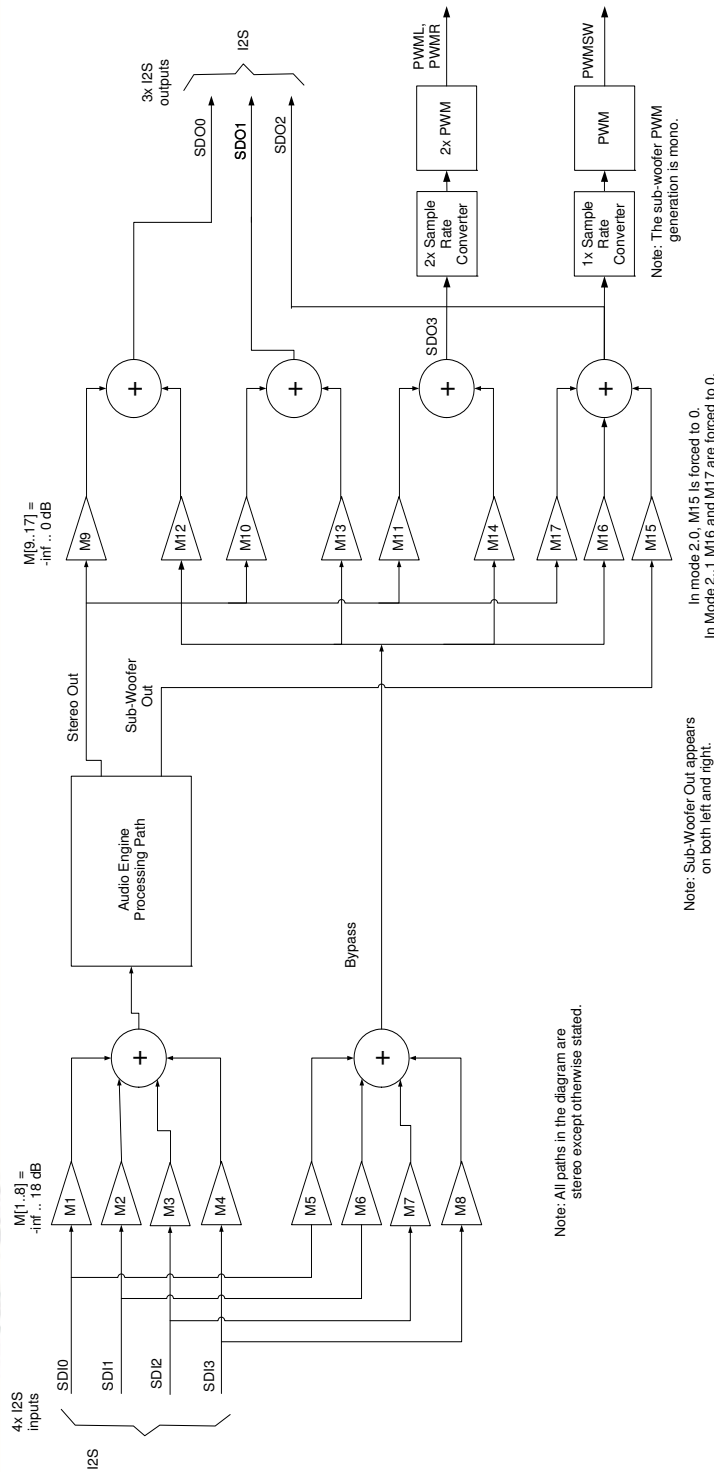 4x I2S
inputs
I2S
SDI0
SDI1
SDI2
SDI3
M[1..8] =
-inf .. 18 dB
M1
M2
M3
M4
M5
M6
M7
M8
+
+
Note: All paths in the diagram are
stereo except otherwise stated.
Audio Engine
Processing Path
Bypass
Stereo Out
Sub-Woofer
Out
Note: Sub-Woofer Out appears
on both left and right.
M[9..17] =
-inf .. 0 dB
M9
M12
M10
M13
M11
M14
M17
M16
M15
In mode 2.0, M15 Is forced to 0.
In Mode 2..1 M16 and M17 are forced to 0.
+
+
+
+
SDO3
2x Sample
Rate
Converter
1x Sample
Rate
Converter
2x PWM
PWM
Note: The sub-woofer PWM
generation is mono.
SDO0
SDO1
SDO2
3x I2S
outputs
I2S
PWML,
PWMR
PWMSW